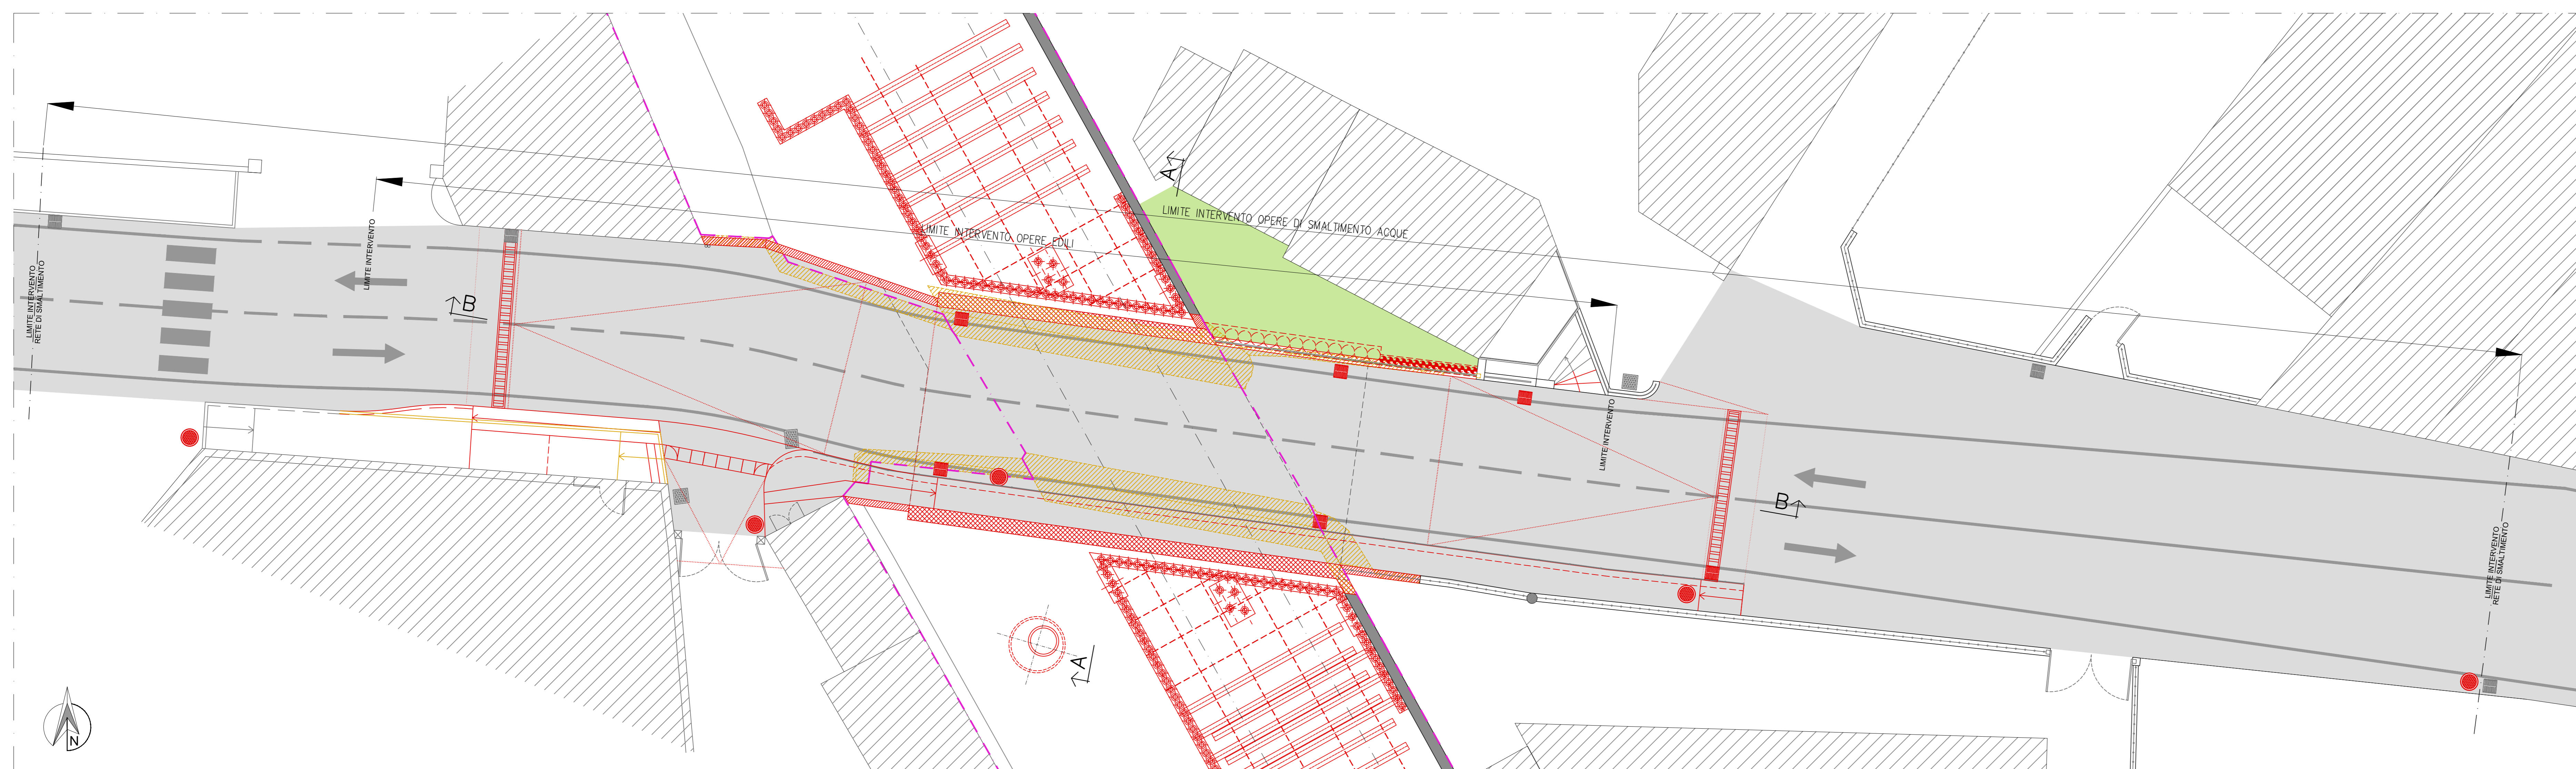 A
LIMITE INTERVENTO OPERE DI SMALTIMENTO ACQUE
LIMITE INTERVENTO OPERE EDILI
LIMITE INTERVENTO
RETE DI SMALTIMENTO
LIMITE INTERVENTO
B
LIMITE INTERVENTO
B
LIMITE INTERVENTO
RETE DI SMALTIMENTO
A
N